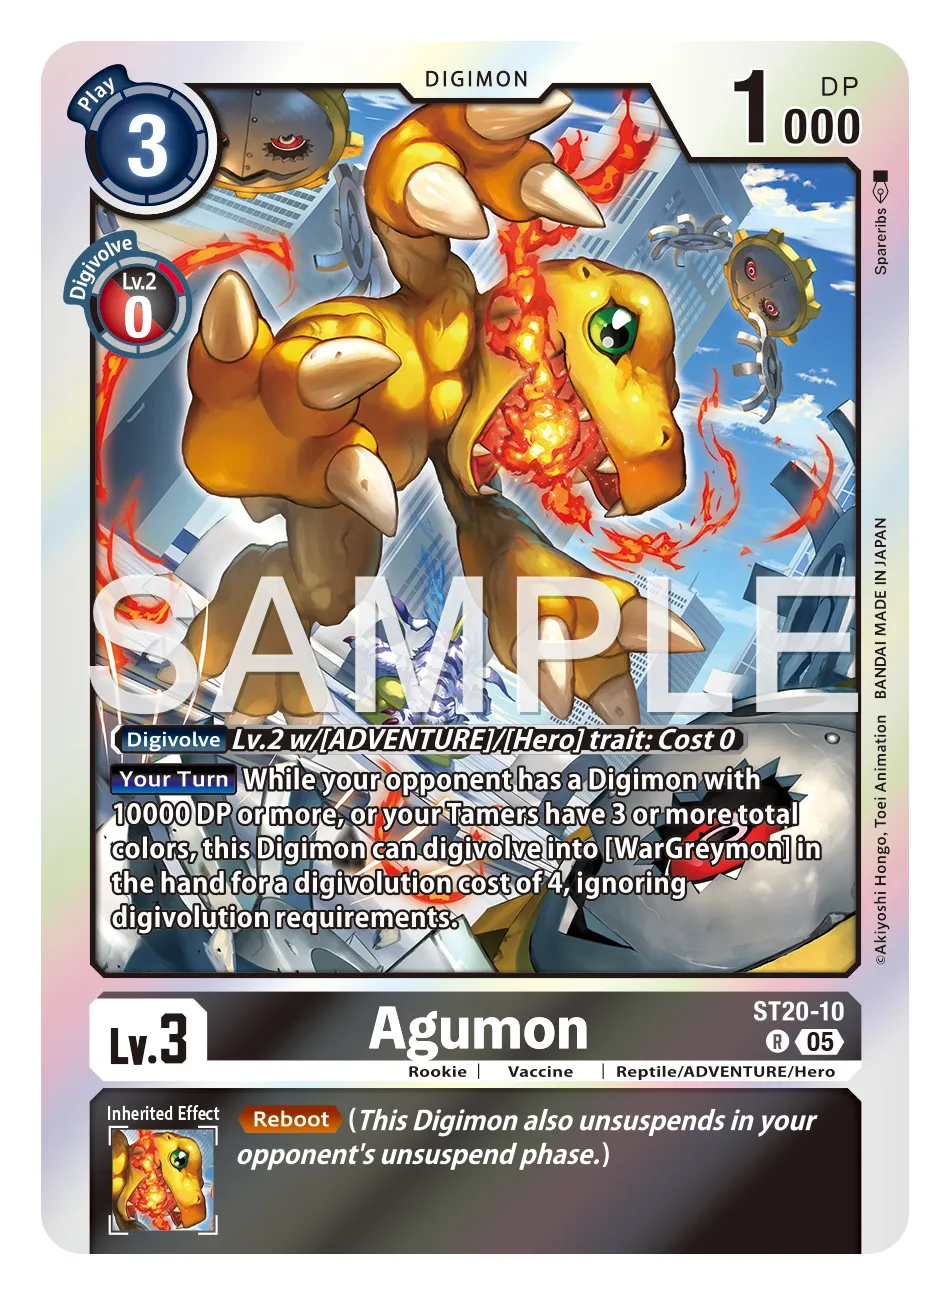 DIGIMON
Play
3
DP
1000
Digivolve
Lv.2
0
Spareribs
SAMPLE
Digivolve Lv.2 w/[ADVENTURE]/[Hero] trait: Cost 0
Your Turn While your opponent has a Digimon with
10000 DP or more, or your Tamers have 3 or more total
colors, this Digimon can digivolve into [WarGreymon] in
the hand for a digivolution cost of 4, ignoring
digivolution requirements.
©Akiyoshi Hongo, Toei Animation BANDAI MADE IN JAPAN
Lv.3
Agumon
ST20-10
R 05
Rookie | Vaccine | Reptile/ADVENTURE/Hero
Inherited Effect
Reboot (This Digimon also unsuspends in your
opponent's unsuspend phase.)